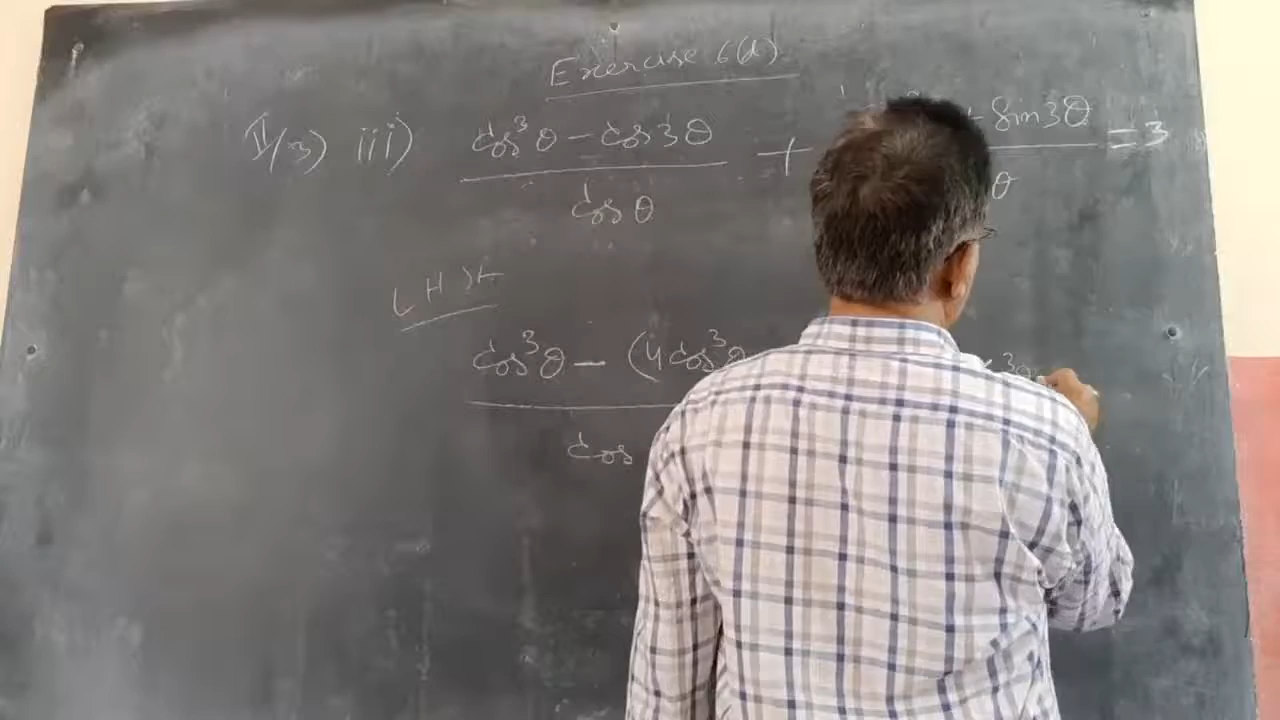 Exercise 6(d)
II/3) iii) cos³θ − cos3θ + sin3θ = 3
cosθ θ
LHS
cos³θ − (4cos³θ
cos